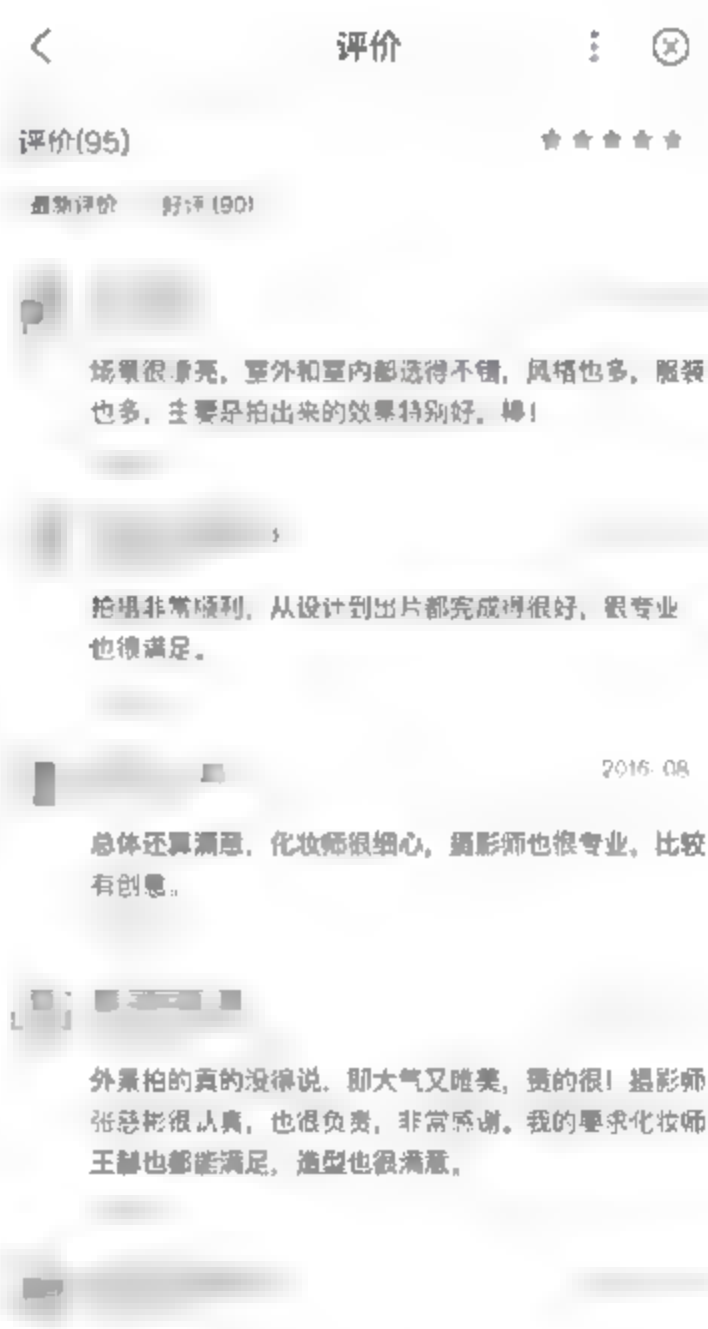 评价
评价(95)
最新评价 好评(90)
场景很漂亮，室外和室内都选得不错，风格也多，服装
也多，主要是拍出来的效果特别好。棒！
拍摄非常顺利，从设计到出片都完成得很好，很专业
也很满足。
2016-08
总体还算满意，化妆师很细心，摄影师也很专业，比较
有创意。
外景拍的真的没得说，即大气又唯美，赞的很！摄影师
张慈彬很认真，也很负责，非常感谢。我的要求化妆师
王赫也都能满足，造型也很满意。